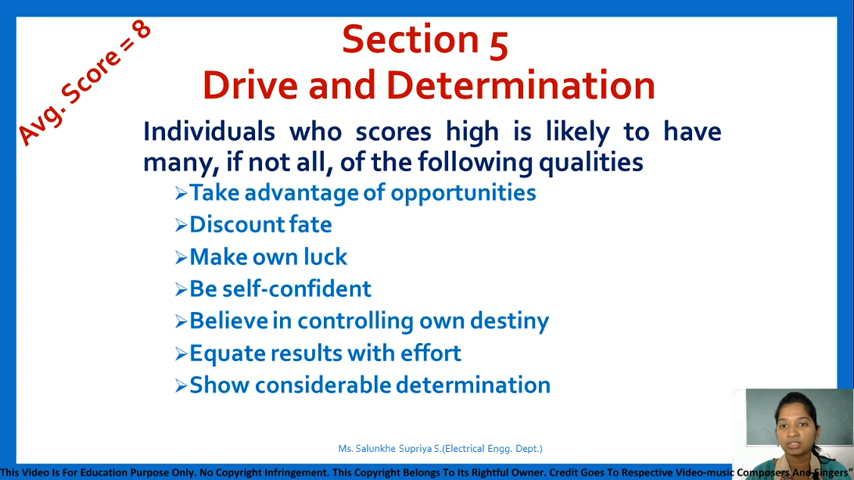 Avg. Score = 8
Section 5
Drive and Determination
Individuals who scores high is likely to have
many, if not all, of the following qualities
➢Take advantage of opportunities
➢Discount fate
➢Make own luck
➢Be self-confident
➢Believe in controlling own destiny
➢Equate results with effort
➢Show considerable determination
Ms. Salunkhe Supriya S.(Electrical Engg. Dept.)
This Video Is For Education Purpose Only. No Copyright Infringement. This Copyright Belongs To Its Rightful Owner. Credit Goes To Respective Video-music Composers And Singers"